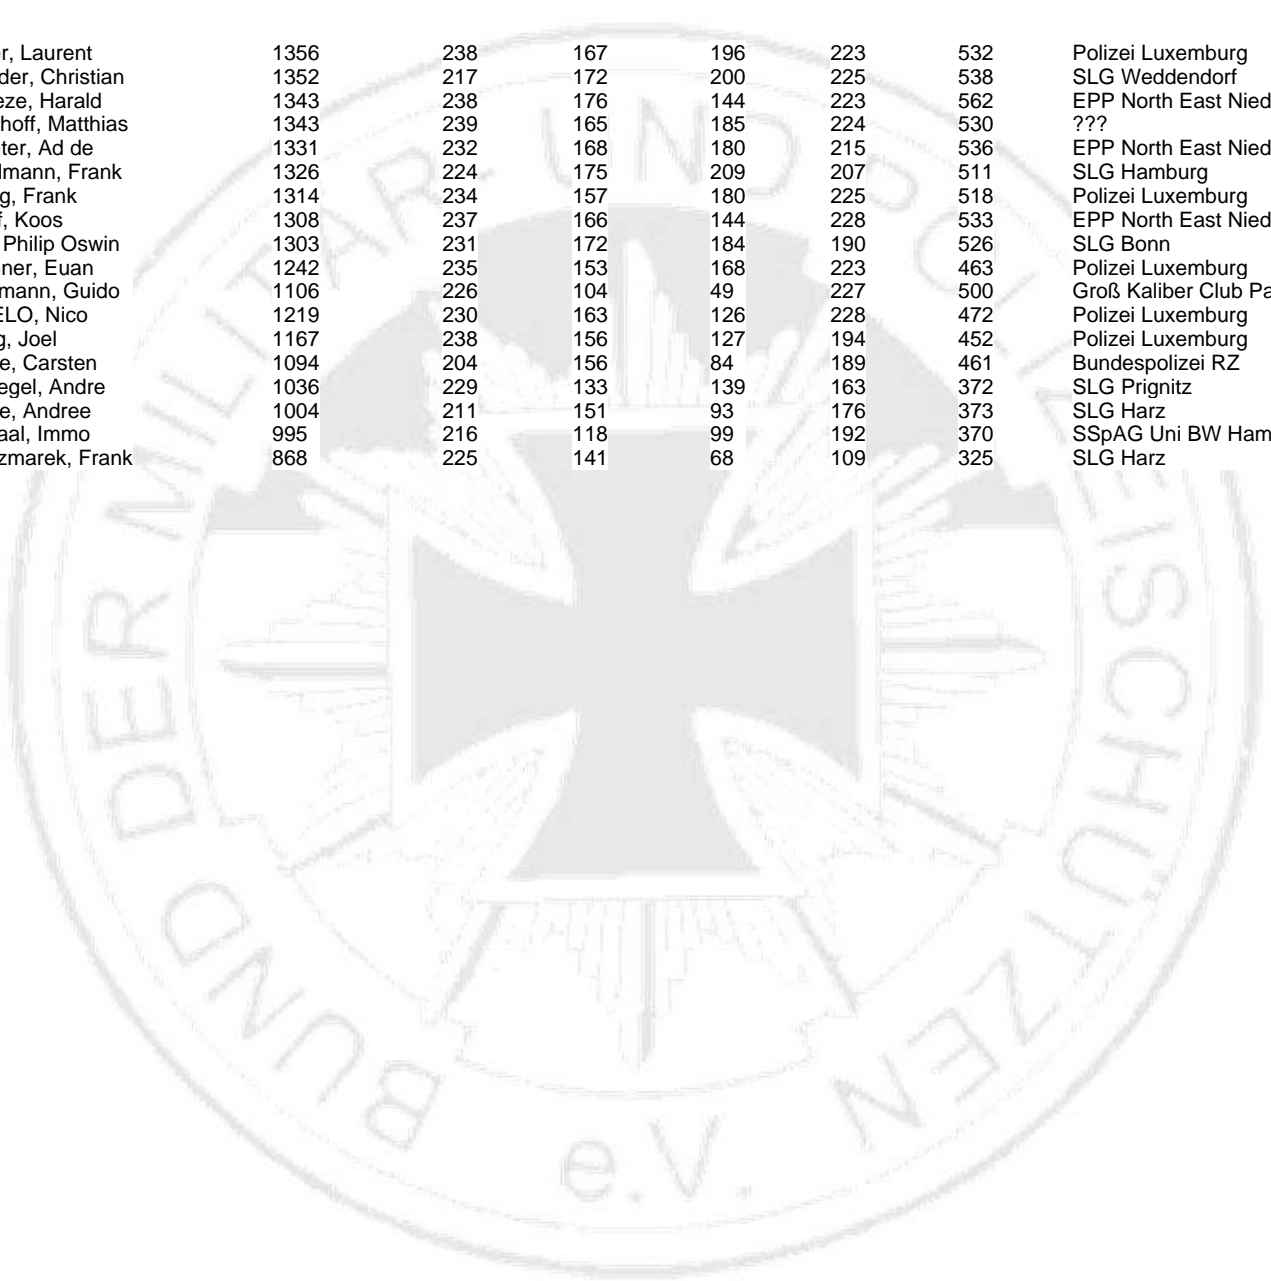 r, Laurent 1356 238 167 196 223 532 Polizei Luxemburg
der, Christian 1352 217 172 200 225 538 SLG Weddendorf
eze, Harald 1343 238 176 144 223 562 EPP North East Nied
hoff, Matthias 1343 239 165 185 224 530 ???
ter, Ad de 1331 232 168 180 215 536 EPP North East Nied
lmann, Frank 1326 224 175 209 207 511 SLG Hamburg
g, Frank 1314 234 157 180 225 518 Polizei Luxemburg
f, Koos 1308 237 166 144 228 533 EPP North East Nied
Philip Oswin 1303 231 172 184 190 526 SLG Bonn
ner, Euan 1242 235 153 168 223 463 Polizei Luxemburg
mann, Guido 1106 226 104 49 227 500 Groß Kaliber Club Pa
ELO, Nico 1219 230 163 126 228 472 Polizei Luxemburg
g, Joel 1167 238 156 127 194 452 Polizei Luxemburg
e, Carsten 1094 204 156 84 189 461 Bundespolizei RZ
egel, Andre 1036 229 133 139 163 372 SLG Prignitz
e, Andree 1004 211 151 93 176 373 SLG Harz
aal, Immo 995 216 118 99 192 370 SSpAG Uni BW Ham
zmarek, Frank 868 225 141 68 109 325 SLG Harz
BUND DER MILITÄR- UND POLIZEISCHÜTZEN e.V.